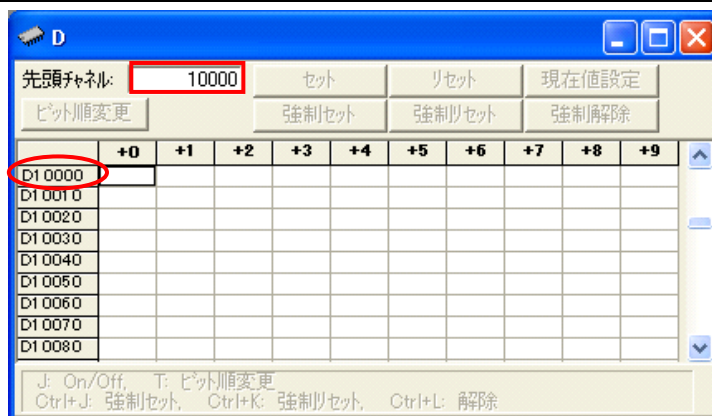 D
先頭チャネル: 10000 セット リセット 現在値設定
ビット順変更 強制セット 強制リセット 強制解除
+0 +1 +2 +3 +4 +5 +6 +7 +8 +9
D10000
D10010
D10020
D10030
D10040
D10050
D10060
D10070
D10080
J: On/Off, T: ビット順変更
Ctrl+J: 強制セット, Ctrl+K: 強制リセット, Ctrl+L: 解除